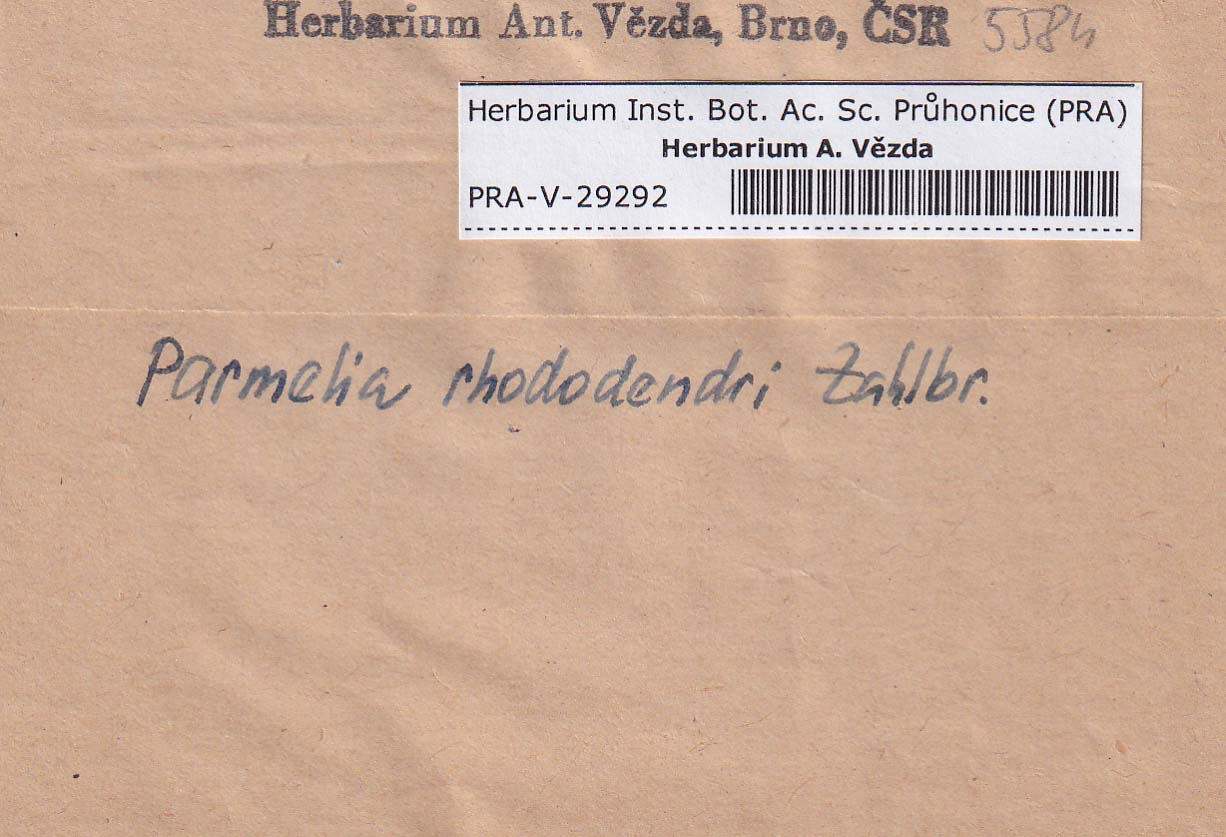 Herbarium Ant. Vězda, Brno, ČSR 5584
Herbarium Inst. Bot. Ac. Sc. Průhonice (PRA)
Herbarium A. Vězda
PRA-V-29292
Parmelia rhododendri Zahlbr.